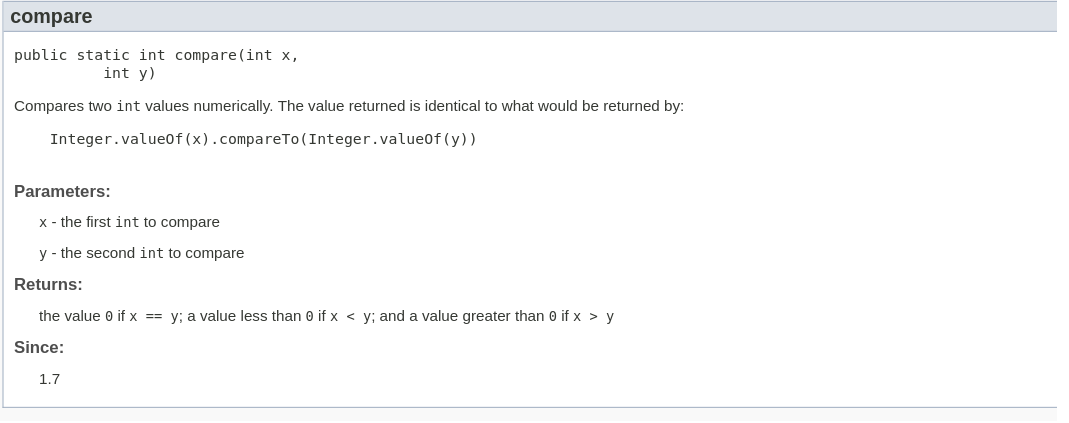 compare
public static int compare(int x,
          int y)
Compares two int values numerically. The value returned is identical to what would be returned by:
    Integer.valueOf(x).compareTo(Integer.valueOf(y))
Parameters:
x - the first int to compare
y - the second int to compare
Returns:
the value 0 if x == y; a value less than 0 if x < y; and a value greater than 0 if x > y
Since:
1.7